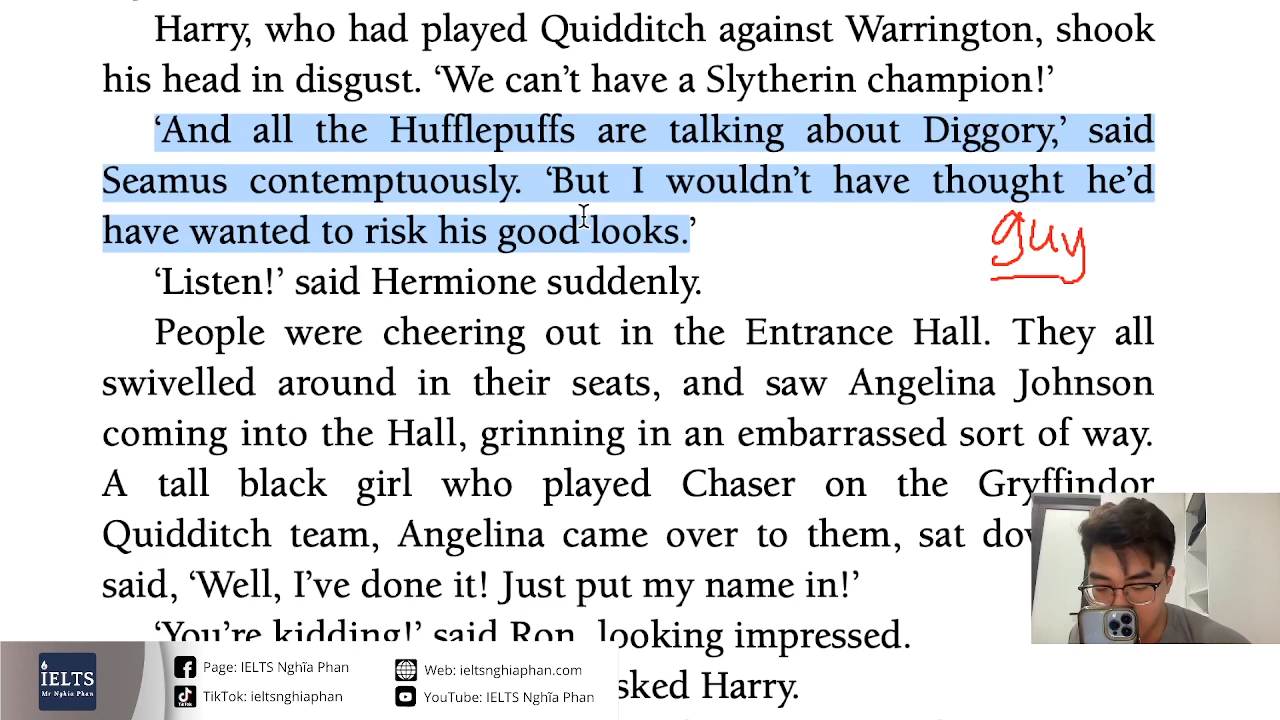 Harry, who had played Quidditch against Warrington, shook
his head in disgust. ‘We can’t have a Slytherin champion!’
‘And all the Hufflepuffs are talking about Diggory,’ said
Seamus contemptuously. ‘But I wouldn’t have thought he’d
have wanted to risk his good looks.’
guy
‘Listen!’ said Hermione suddenly.
People were cheering out in the Entrance Hall. They all
swivelled around in their seats, and saw Angelina Johnson
coming into the Hall, grinning in an embarrassed sort of way.
A tall black girl who played Chaser on the Gryffindor
Quidditch team, Angelina came over to them, sat
said, ‘Well, I’ve done it! Just put my name in!’
‘You’re kidding!’ said Ron, looking impressed.
sked Harry.
IELTS
Mr Nghia Phan
Page: IELTS Nghĩa Phan
Web: ieltsnghiaphan.com
TikTok: ieltsnghiaphan
YouTube: IELTS Nghĩa Phan